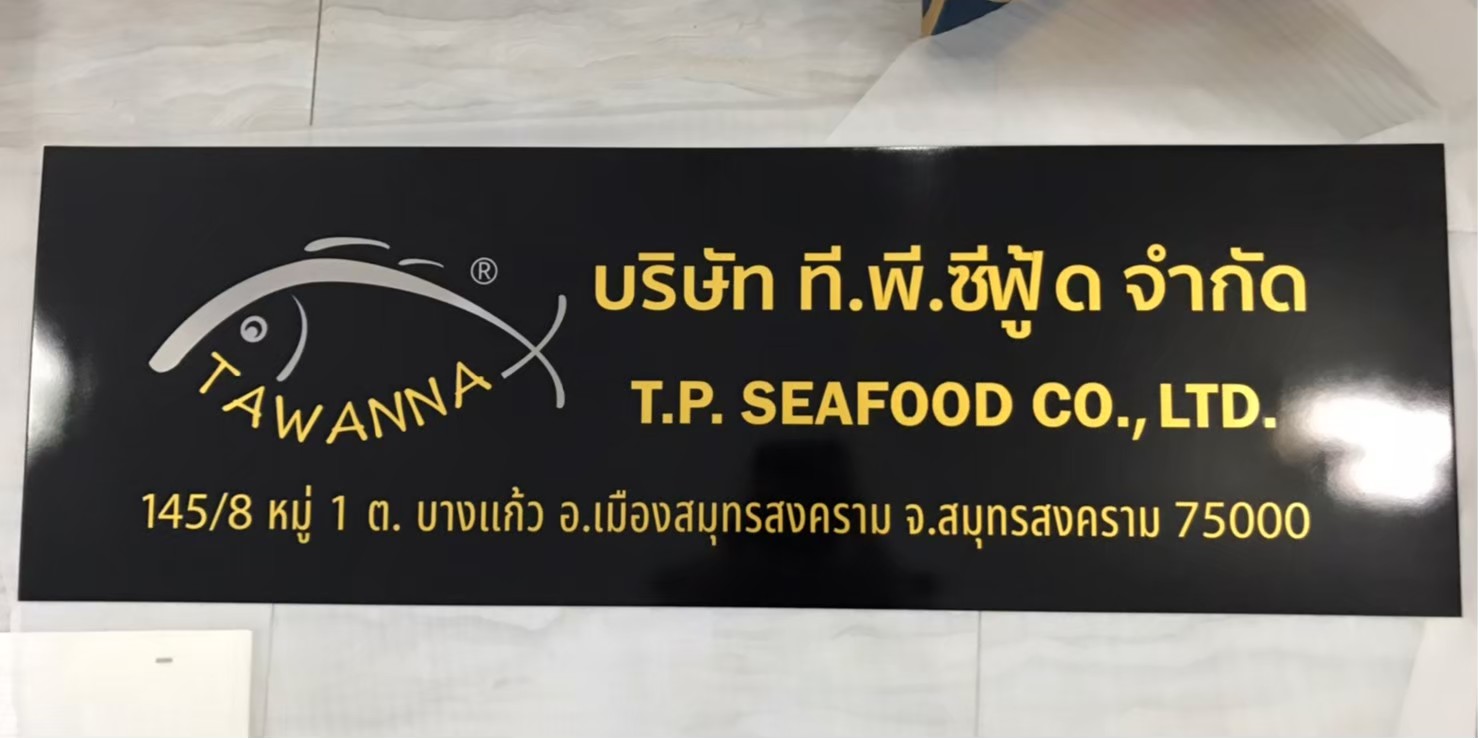 TAWANNA ®
บริษัท ที.พี.ซีฟู้ด จำกัด
T.P. SEAFOOD CO., LTD.
145/8 หมู่ 1 ต. บางแก้ว อ.เมืองสมุทรสงคราม จ.สมุทรสงคราม 75000